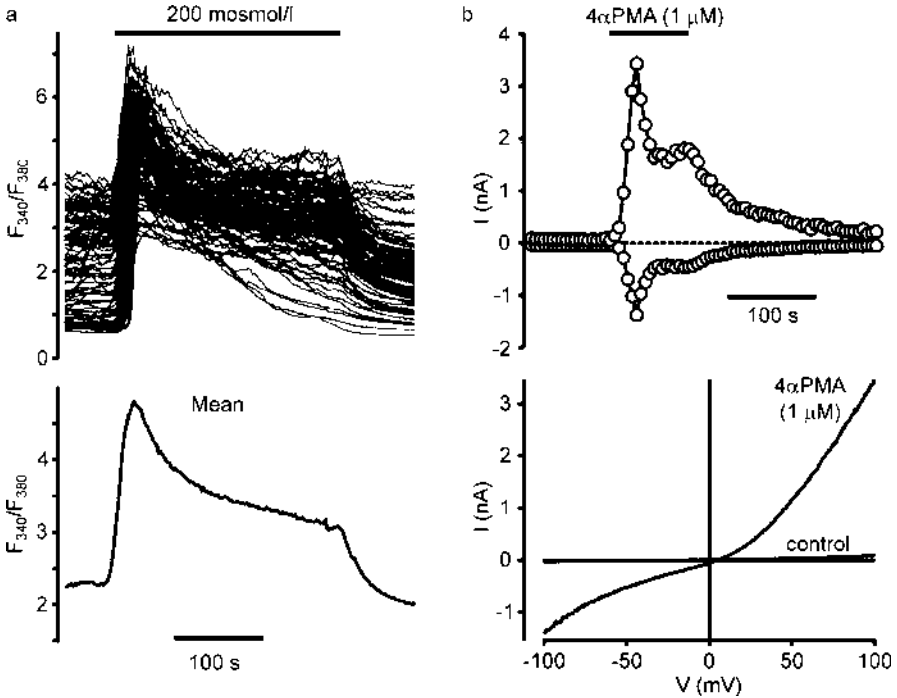 a
200 mosmol/l
F340/F380
6
4
2
0
Mean
F340/F380
4
3
2
100 s
b
4αPMA (1 μM)
I (nA)
4
3
2
1
0
-1
-2
100 s
4αPMA
(1 μM)
I (nA)
3
2
1
0
-1
control
-100 -50 0 50 100
V (mV)